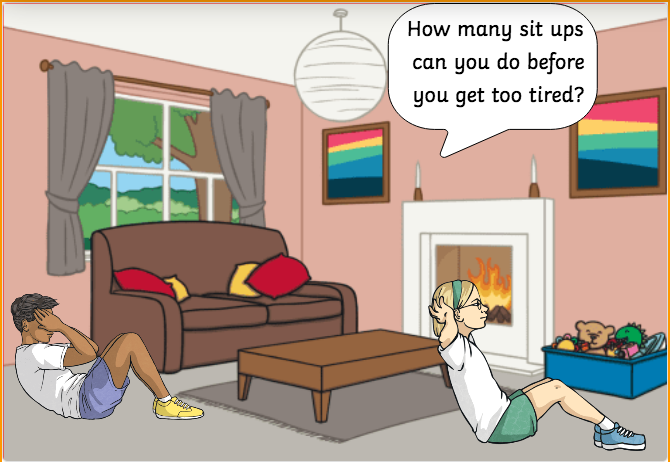 How many sit ups
can you do before
you get too tired?